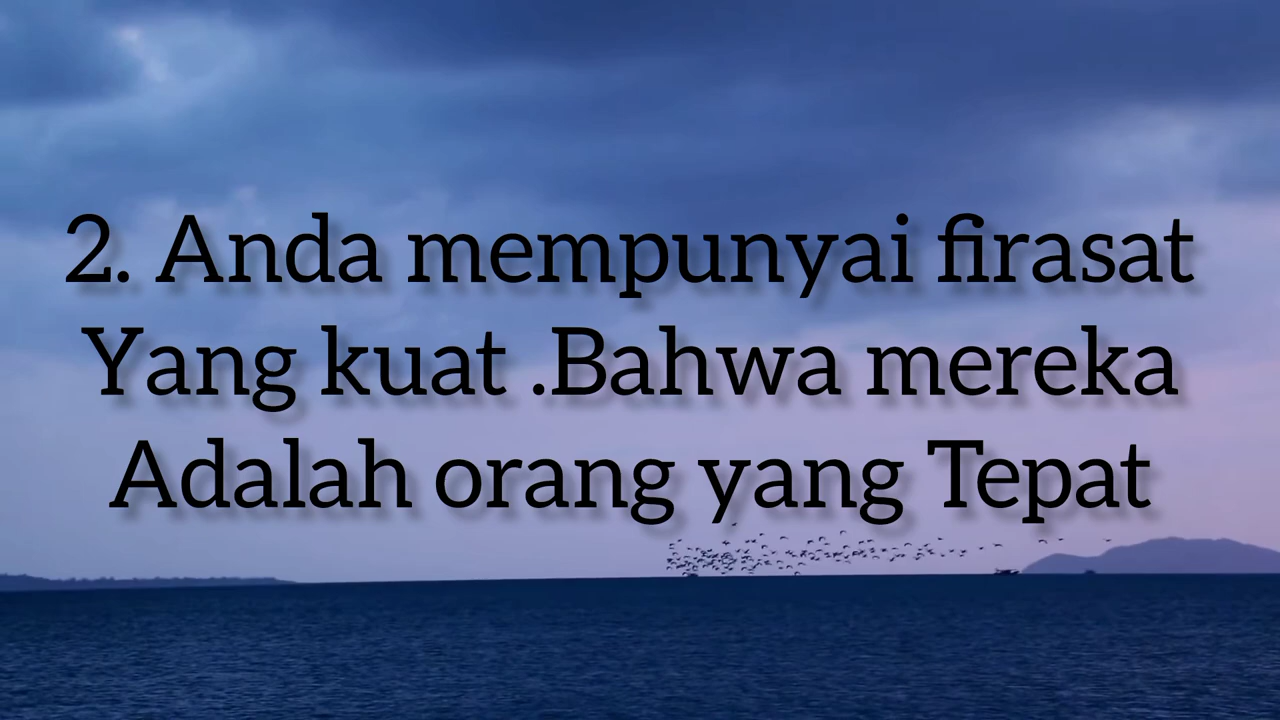 2. Anda mempunyai firasat
Yang kuat .Bahwa mereka
Adalah orang yang Tepat